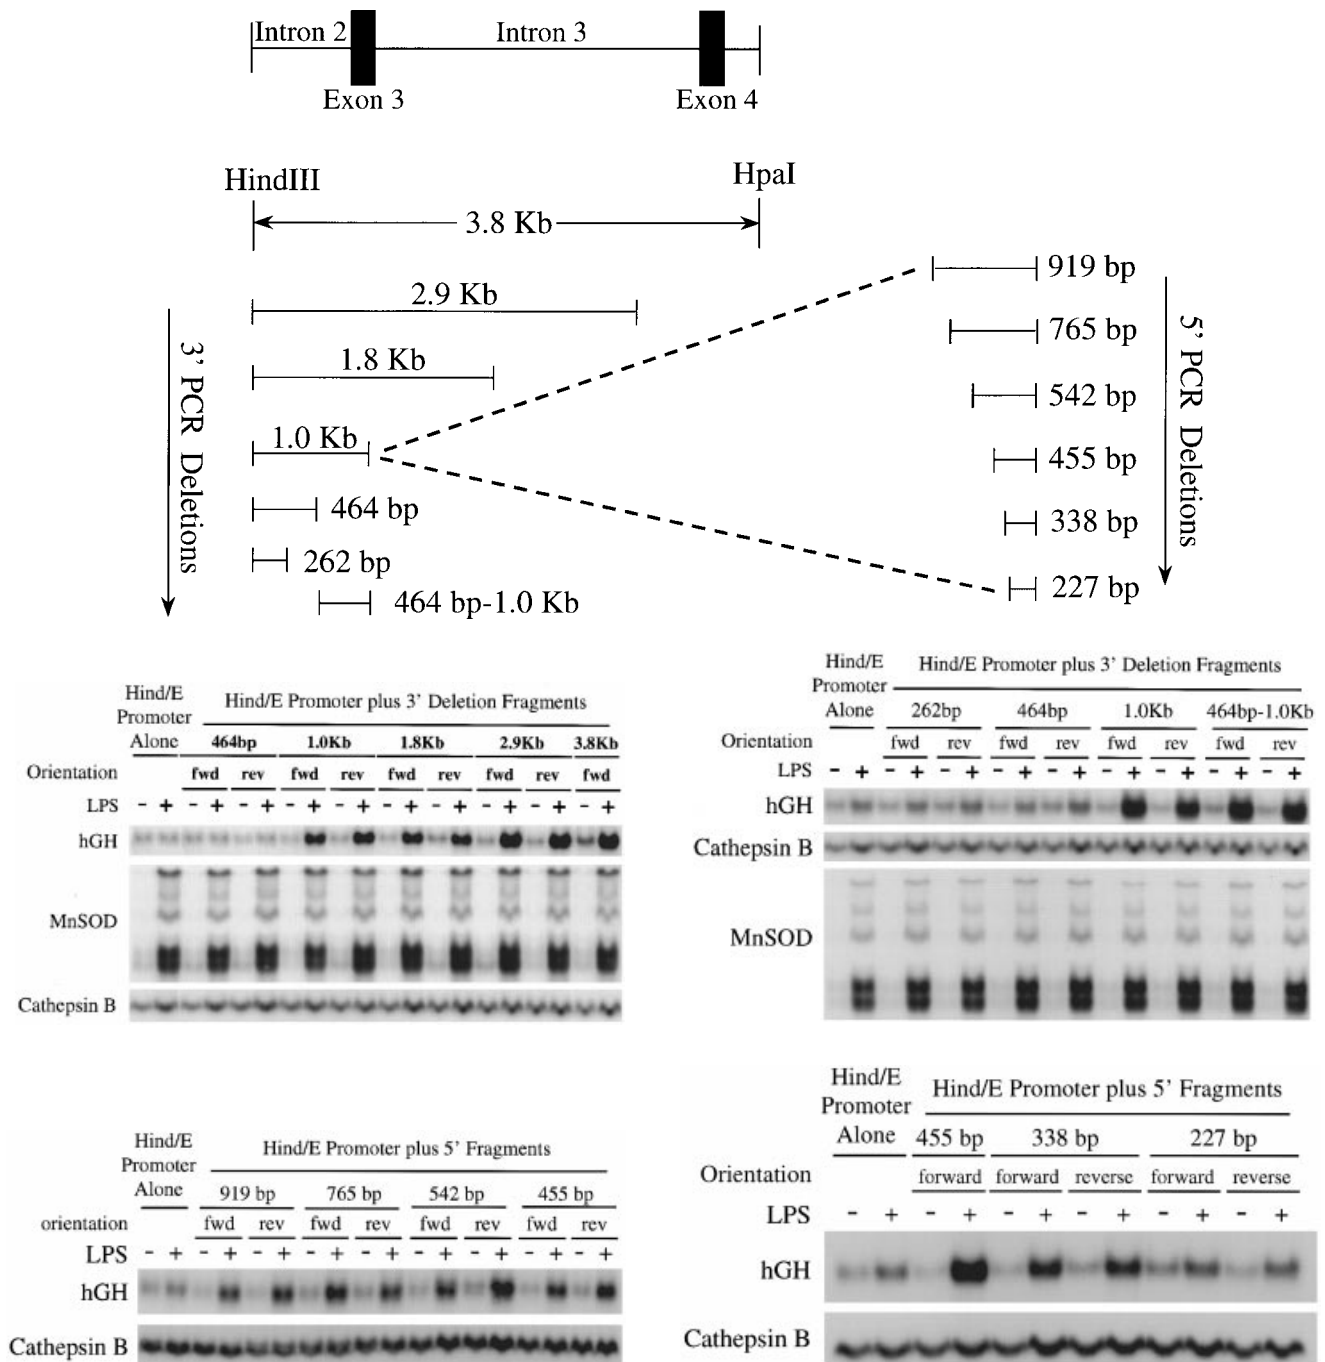 Intron 2
Intron 3
Exon 3
Exon 4
HindIII
HpaI
3.8 Kb
2.9 Kb
1.8 Kb
1.0 Kb
464 bp
262 bp
464 bp-1.0 Kb
3' PCR Deletions
919 bp
765 bp
542 bp
455 bp
338 bp
227 bp
5' PCR Deletions
Hind/E
Promoter
Alone
Hind/E Promoter plus 3' Deletion Fragments
464bp 1.0Kb 1.8Kb 2.9Kb 3.8Kb
Orientation fwd rev fwd rev fwd rev fwd rev fwd
LPS - + - + - + - + - + - + - + - + - + - +
hGH
MnSOD
Cathepsin B
Hind/E
Promoter
Alone
Hind/E Promoter plus 3' Deletion Fragments
262bp 464bp 1.0Kb 464bp-1.0Kb
Orientation fwd rev fwd rev fwd rev fwd rev
LPS - + - + - + - + - + - + - + - + - +
hGH
Cathepsin B
MnSOD
Hind/E
Promoter
Alone
Hind/E Promoter plus 5' Fragments
919 bp 765 bp 542 bp 455 bp
orientation fwd rev fwd rev fwd rev fwd rev
LPS - + - + - + - + - + - + - + - + - +
hGH
Cathepsin B
Hind/E
Promoter
Alone
Hind/E Promoter plus 5' Fragments
455 bp 338 bp 227 bp
Orientation forward forward reverse forward reverse
LPS - + - + - + - + - + - +
hGH
Cathepsin B